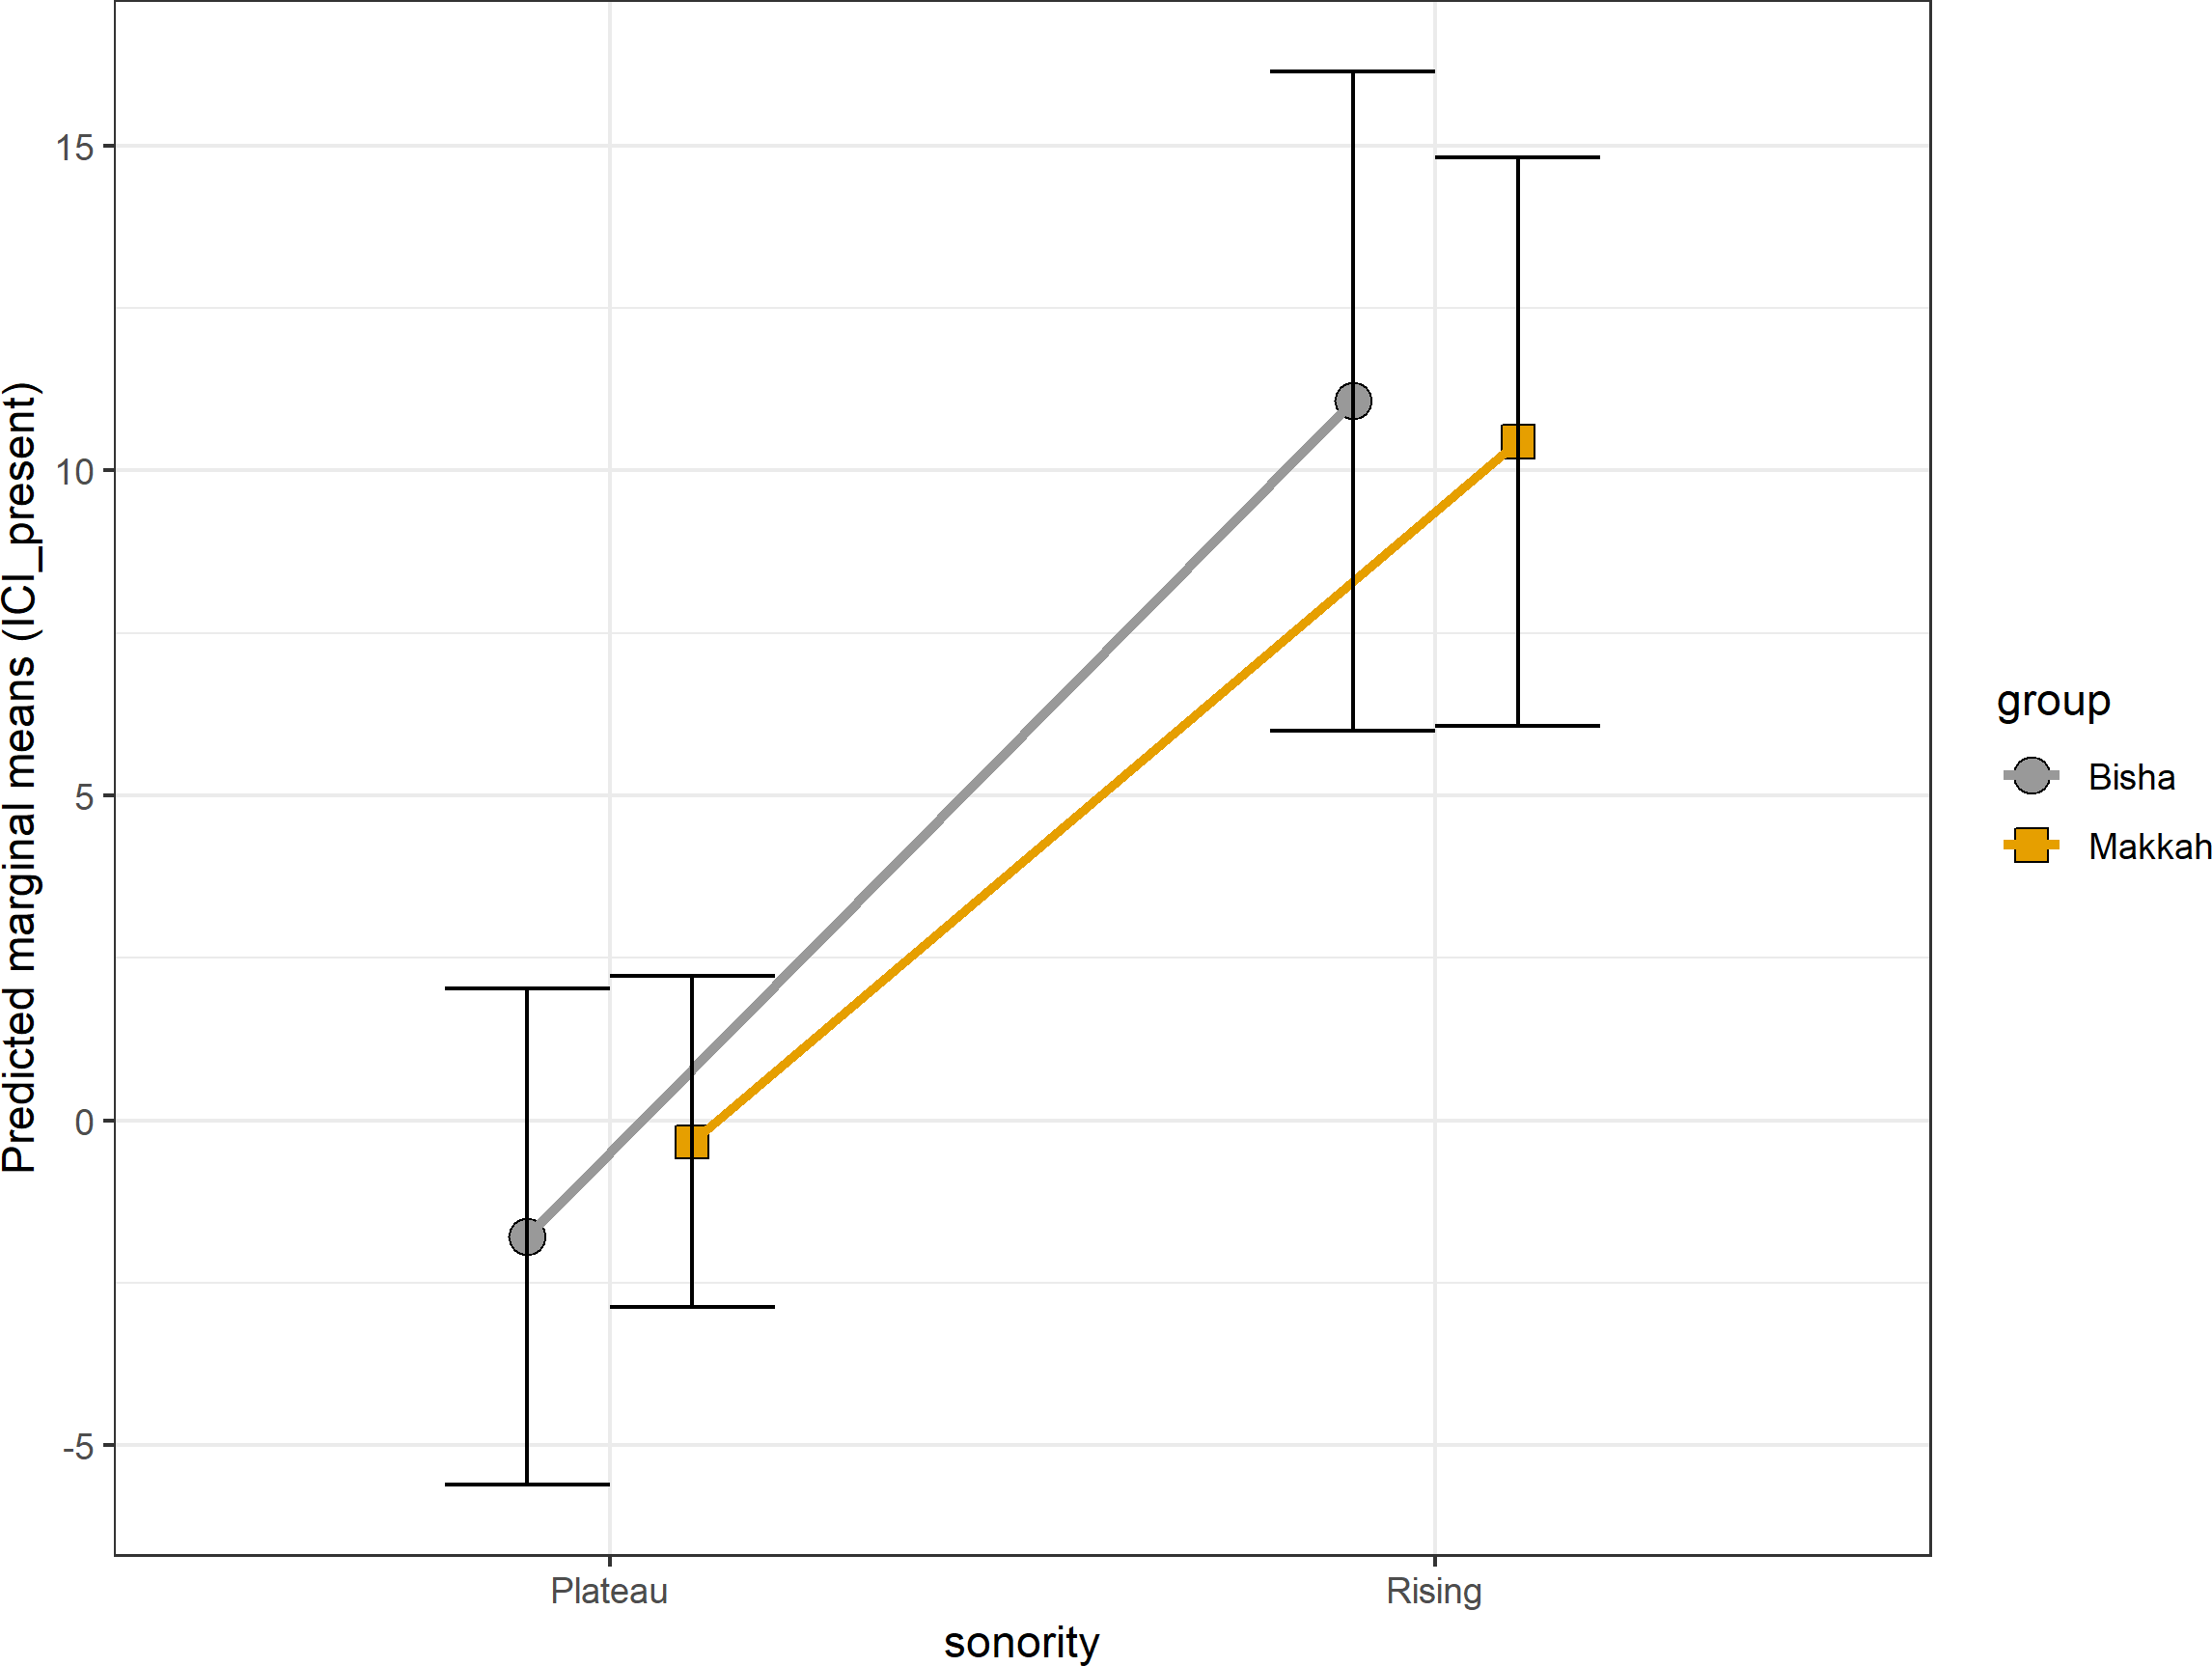 Predicted marginal means (ICI_present)
15
10
5
0
-5
Plateau
Rising
sonority
group
Bisha
Makkah